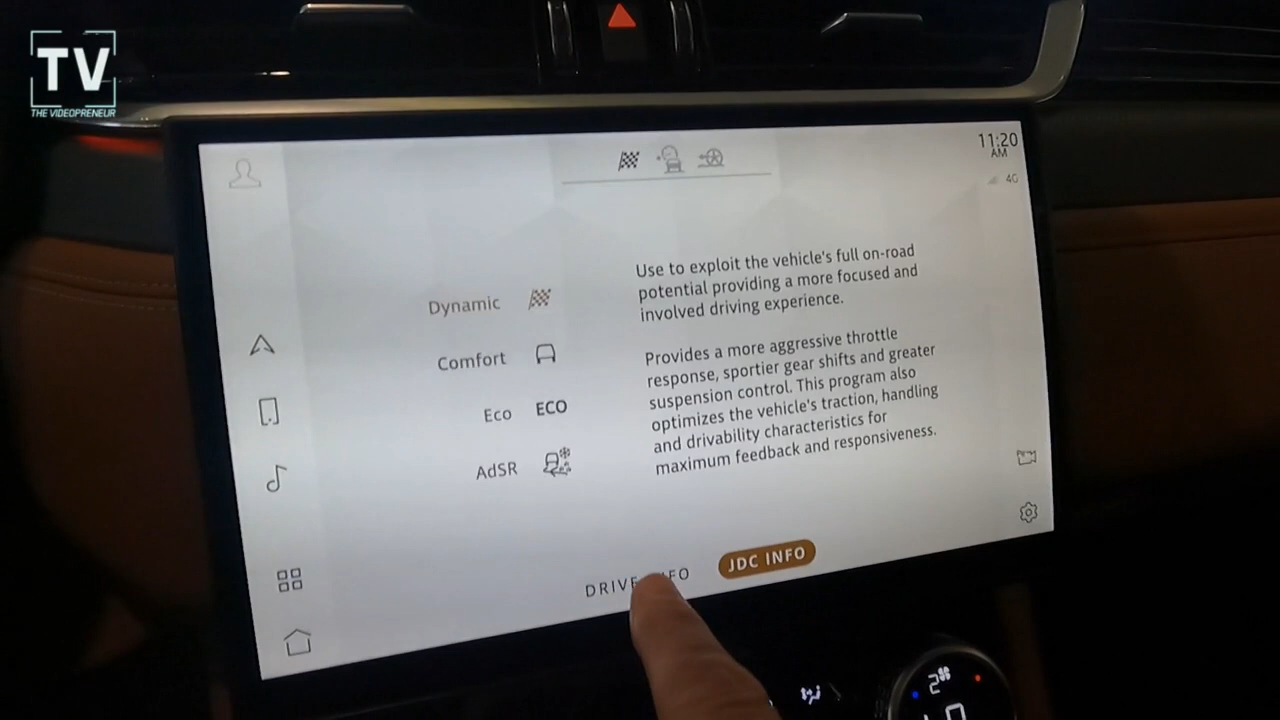 TV
THE VIDEOPRENEUR
11:20
AM
4G
Use to exploit the vehicle's full on-road
potential providing a more focused and
involved driving experience.
Dynamic
Comfort
Eco ECO
AdSR
Provides a more aggressive throttle
response, sportier gear shifts and greater
suspension control. This program also
optimizes the vehicle's traction, handling
and drivability characteristics for
maximum feedback and responsiveness.
JDC INFO
2